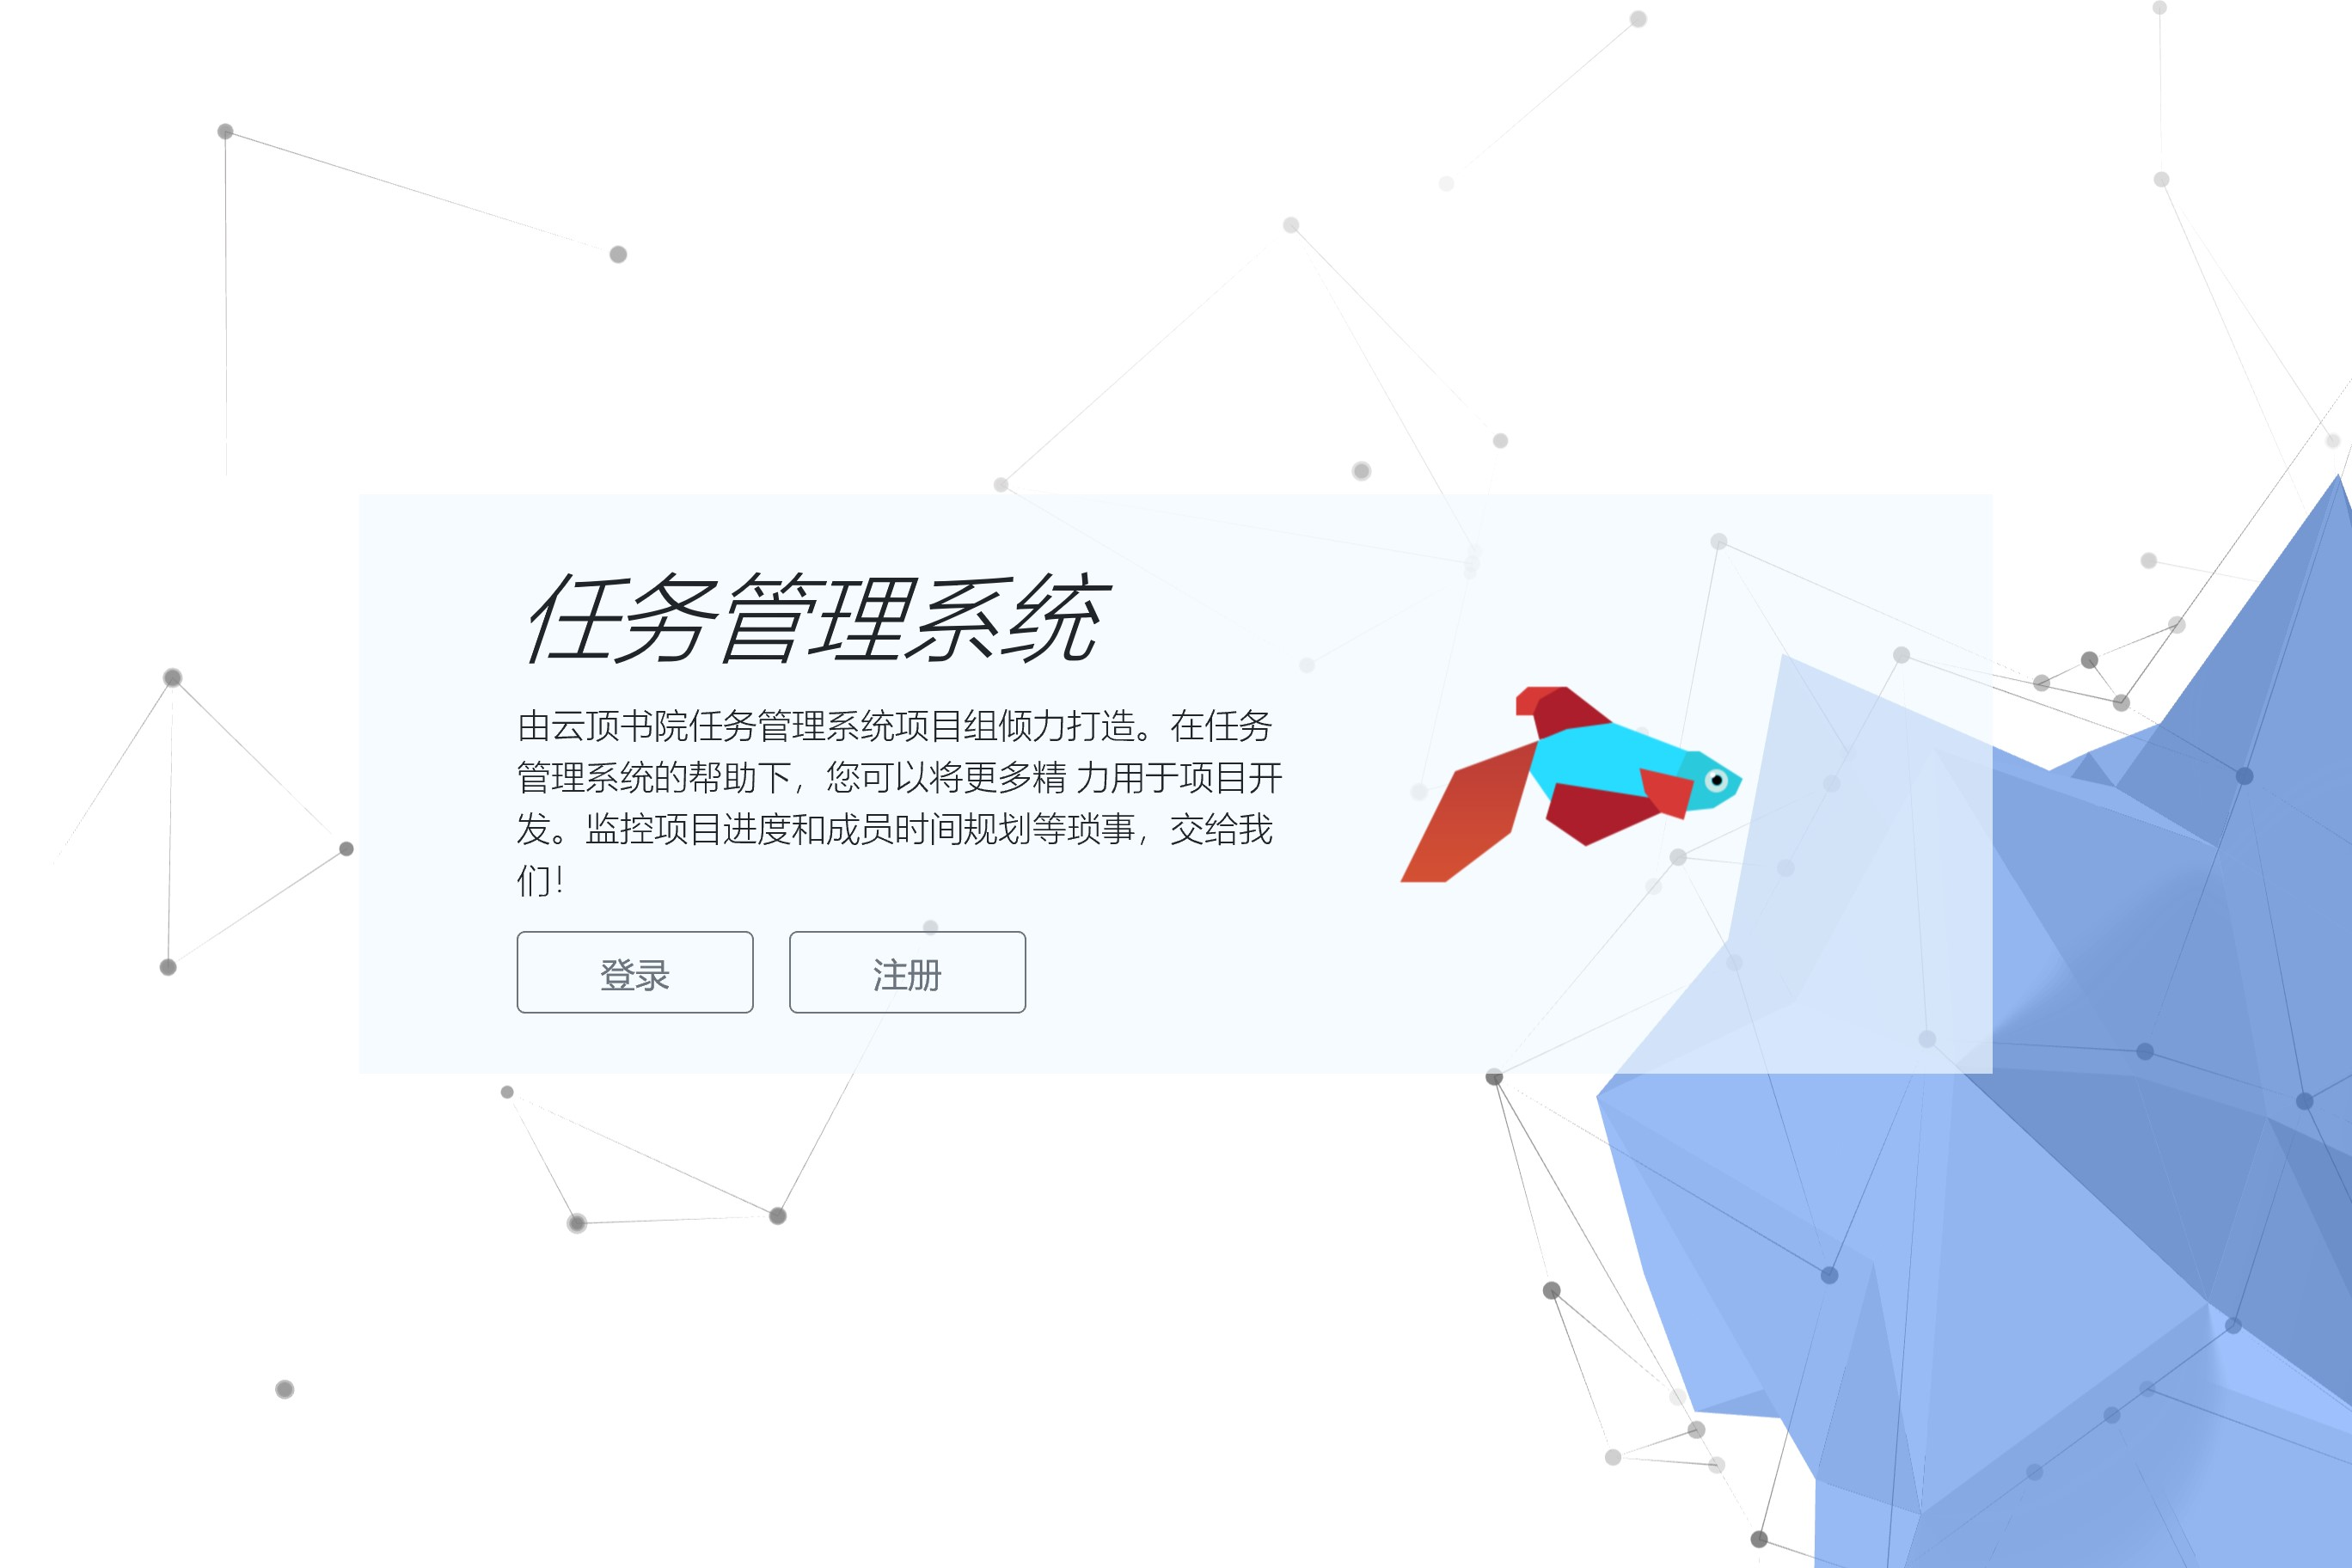 任务管理系统
由云顶书院任务管理系统项目组倾力打造。在任务
管理系统的帮助下，您可以将更多精 力用于项目开
发。监控项目进度和成员时间规划等琐事，交给我
们！
登录
注册